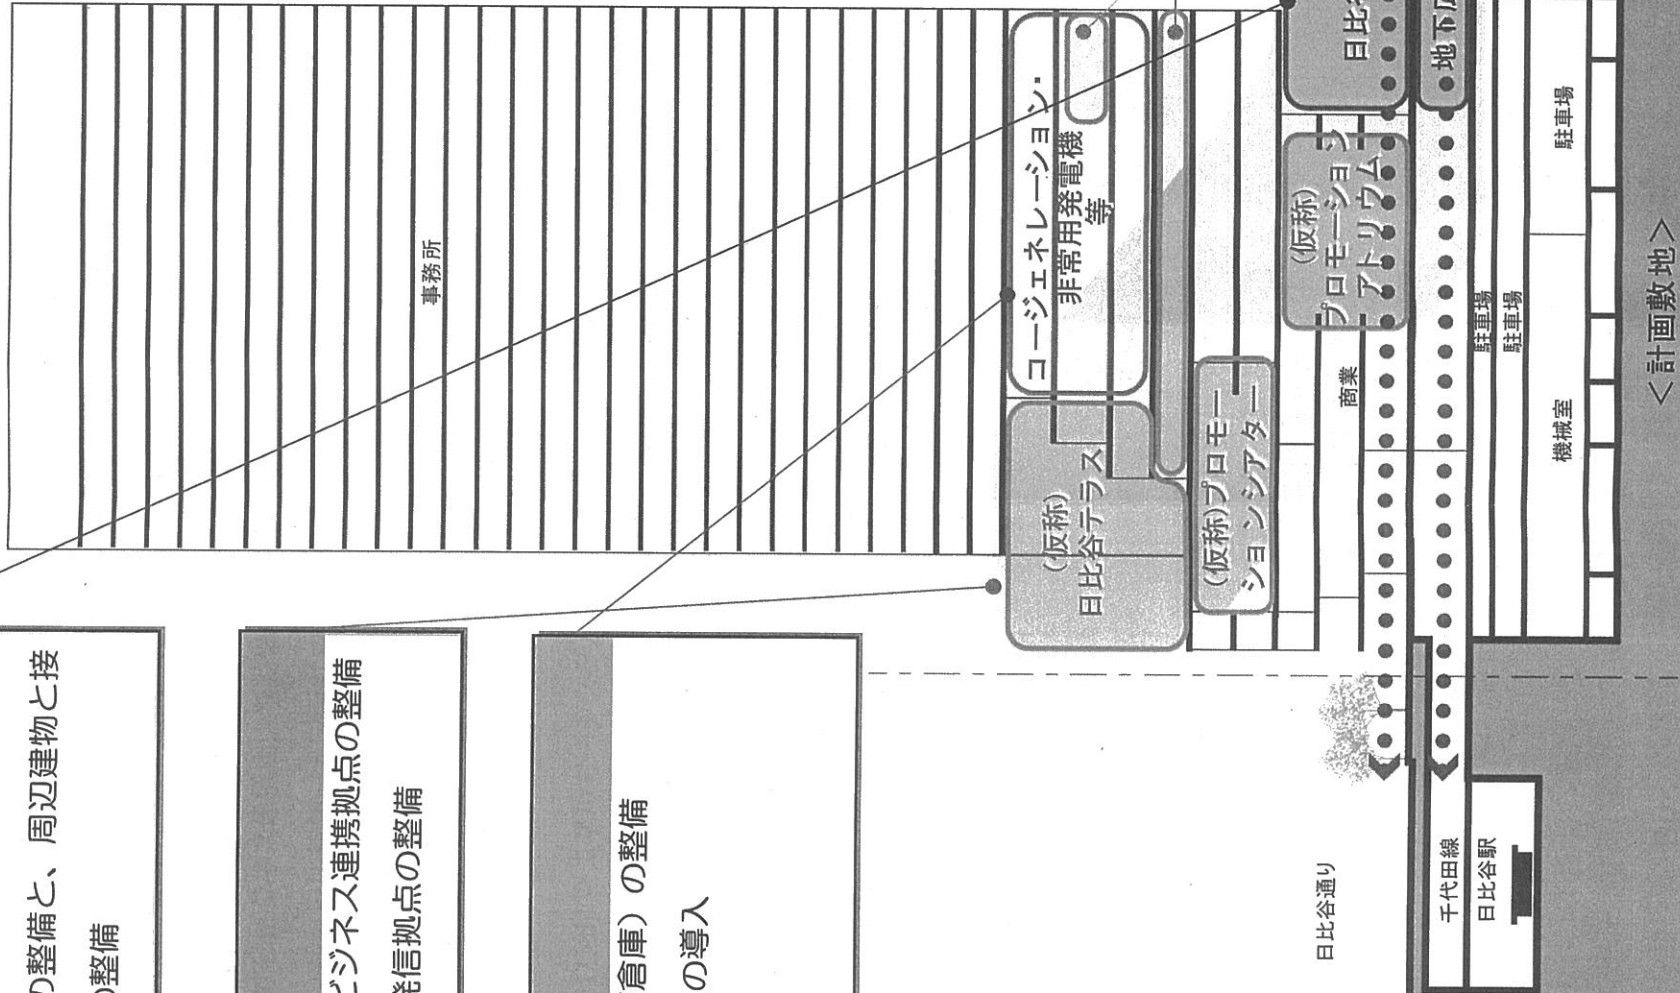 の整備と、周辺建物と接
の整備
ビジネス連携拠点の整備
発信拠点の整備
倉庫）の整備
の導入
事務所
コージェネレーション・
非常用発電機
等
(仮称)
日比谷テラス
(仮称)プロモー
ションシアター
(仮称)
プロモーション
アトリウム
日比
地下広
商業
駐車場
駐車場
駐車場
機械室
日比谷通り
千代田線
日比谷駅
＜計画敷地＞